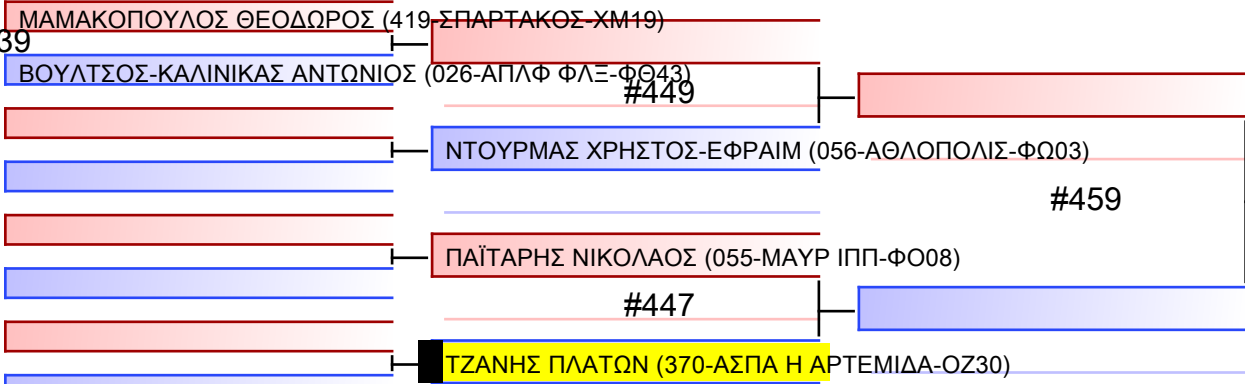 ΜΑΜΑΚΟΠΟΥΛΟΣ ΘΕΟΔΩΡΟΣ (419-ΣΠΑΡΤΑΚΟΣ-ΧΜ19)
39
ΒΟΥΛΤΣΟΣ-ΚΑΛΙΝΙΚΑΣ ΑΝΤΩΝΙΟΣ (026-ΑΠΛΦ ΦΛΞ-ΦΘ43)
#449
ΝΤΟΥΡΜΑΣ ΧΡΗΣΤΟΣ-ΕΦΡΑΙΜ (056-ΑΘΛΟΠΟΛΙΣ-ΦΩ03)
#459
ΠΑΪΤΑΡΗΣ ΝΙΚΟΛΑΟΣ (055-ΜΑΥΡ ΙΠΠ-ΦΟ08)
#447
ΤΖΑΝΗΣ ΠΛΑΤΩΝ (370-ΑΣΠΑ Η ΑΡΤΕΜΙΔΑ-ΟΖ30)